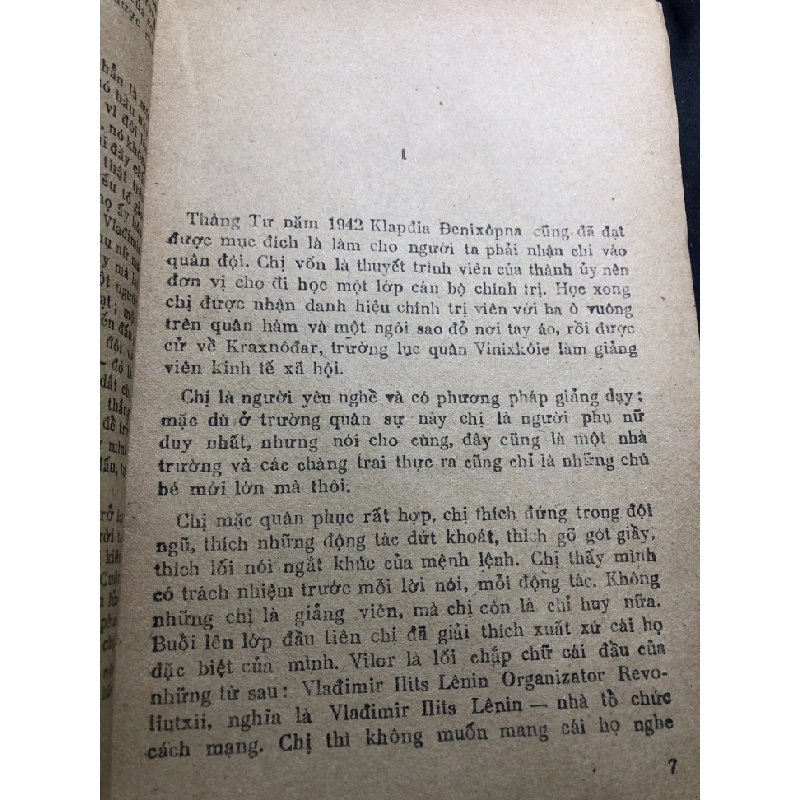 1
Tháng Tư năm 1942 Klapđia Đenixôpna cũng đã đạt
được mục đích là làm cho người ta phải nhận chị vào
quân đội. Chị vốn là thuyết trình viên của thành ủy nên
đơn vị cho đi học một lớp cán bộ chính trị. Học xong
chị được nhận danh hiệu chính trị viên với ba ô vuông
trên quân hàm và một ngôi sao đỏ nơi tay áo, rồi được
cử về Kraxnôđar, trường lục quân Vinixkôie làm giảng
viên kinh tế xã hội.
Chị là người yêu nghề và có phương pháp giảng dạy;
mặc dù ở trường quân sự này chị là người phụ nữ
duy nhất, nhưng nói cho cùng, đây cũng là một nhà
trường và các chàng trai thực ra cũng chỉ là những chú
bé mới lớn mà thôi.
Chị mặc quân phục rất hợp, chị thích đứng trong đội
ngũ, thích những động tác dứt khoát, thích gõ gót giầy,
thích lối nói ngắt khúc của mệnh lệnh. Chị thấy mình
có trách nhiệm trước mỗi lời nói, mỗi động tác. Không
những chị là giảng viên, mà chị còn là chỉ huy nữa.
Buổi lên lớp đầu tiên chị đã giải thích xuất xứ cái họ
đặc biệt của mình. Vilor là lối chắp chữ cái đầu của
những từ sau: Vlađimir Ilits Lênin Organizator Revo-
liutxii, nghĩa là Vlađimir Ilits Lênin — nhà tổ chức
cách mạng. Chị thì không muốn mang cái họ nghe
7